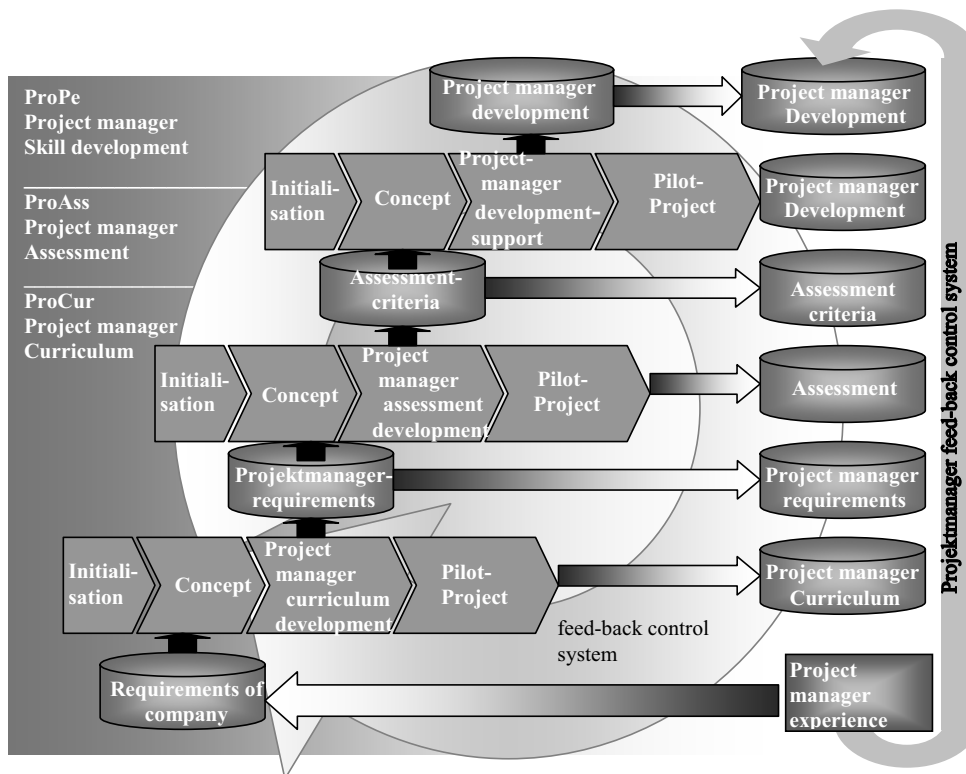 ProPe
Project manager
Skill development
ProAss
Project manager
Assessment
ProCur
Project manager
Curriculum
Project manager
development
Project manager
Development
Initiali-
sation
Concept
Project-
manager
development-
support
Pilot-
Project
Project manager
Development
Assessment-
criteria
Assessment
criteria
Initiali-
sation
Concept
Project
manager
assessment
development
Pilot-
Project
Assessment
Projektmanager-
requirements
Project manager
requirements
Initiali-
sation
Concept
Project
manager
curriculum
development
Pilot-
Project
Project manager
Curriculum
feed-back control
system
Requirements of
company
Project
manager
experience
Projektmanager feed-back control system